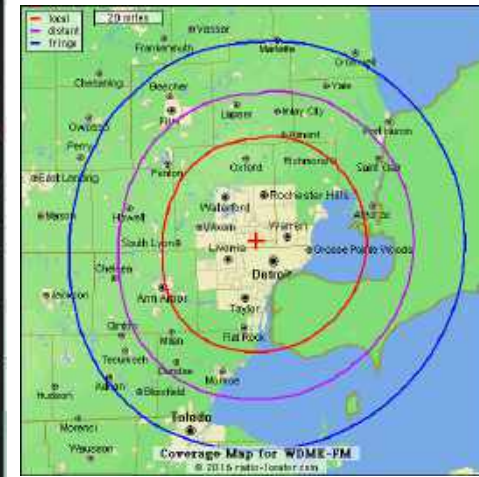 local
distant
fringe
20 miles
Vassar
Frankenmuth
Marlette
Croswell
Chesaning
Beecher
Yale
Flint
Lapeer
Imlay City
Owosso
Port Huron
Perry
Almont
Fenton
Oxford
Richmond
Saint Clair
East Lansing
Rochester Hills
Waterford
Mason
Howell
Algonac
Wixom
Warren
South Lyon
Livonia
Grosse Pointe Woods
Detroit
Chelsea
Jackson
Ann Arbor
Taylor
Clinton
Milan
Flat Rock
Tecumseh
Dundee
Monroe
Hudson
Adrian
Blissfield
Morenci
Toledo
Wauseon
Coverage Map for WDMK-FM
© 2016 radio-locator.com